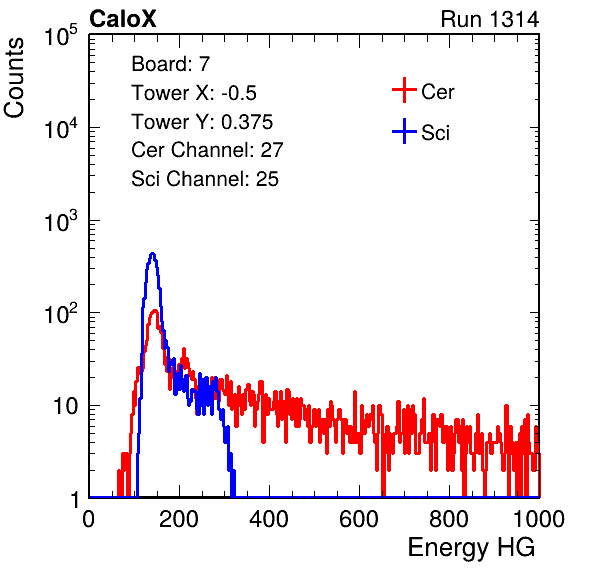 CaloX Run 1314
Counts
10^5
10^4
10^3
10^2
10
1
Board: 7
Tower X: -0.5
Tower Y: 0.375
Cer Channel: 27
Sci Channel: 25
Cer
Sci
0 200 400 600 800 1000
Energy HG